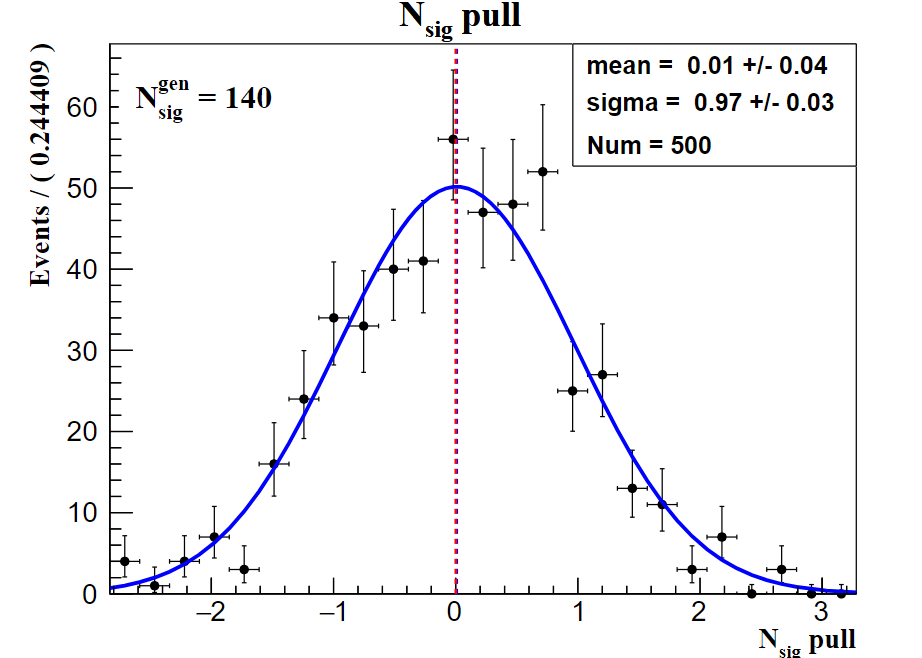 N_sig pull
N_sig^gen = 140
mean = 0.01 +/- 0.04
sigma = 0.97 +/- 0.03
Num = 500
Events / ( 0.244409 )
60
50
40
30
20
10
0
−2 −1 0 1 2 3
N_sig pull